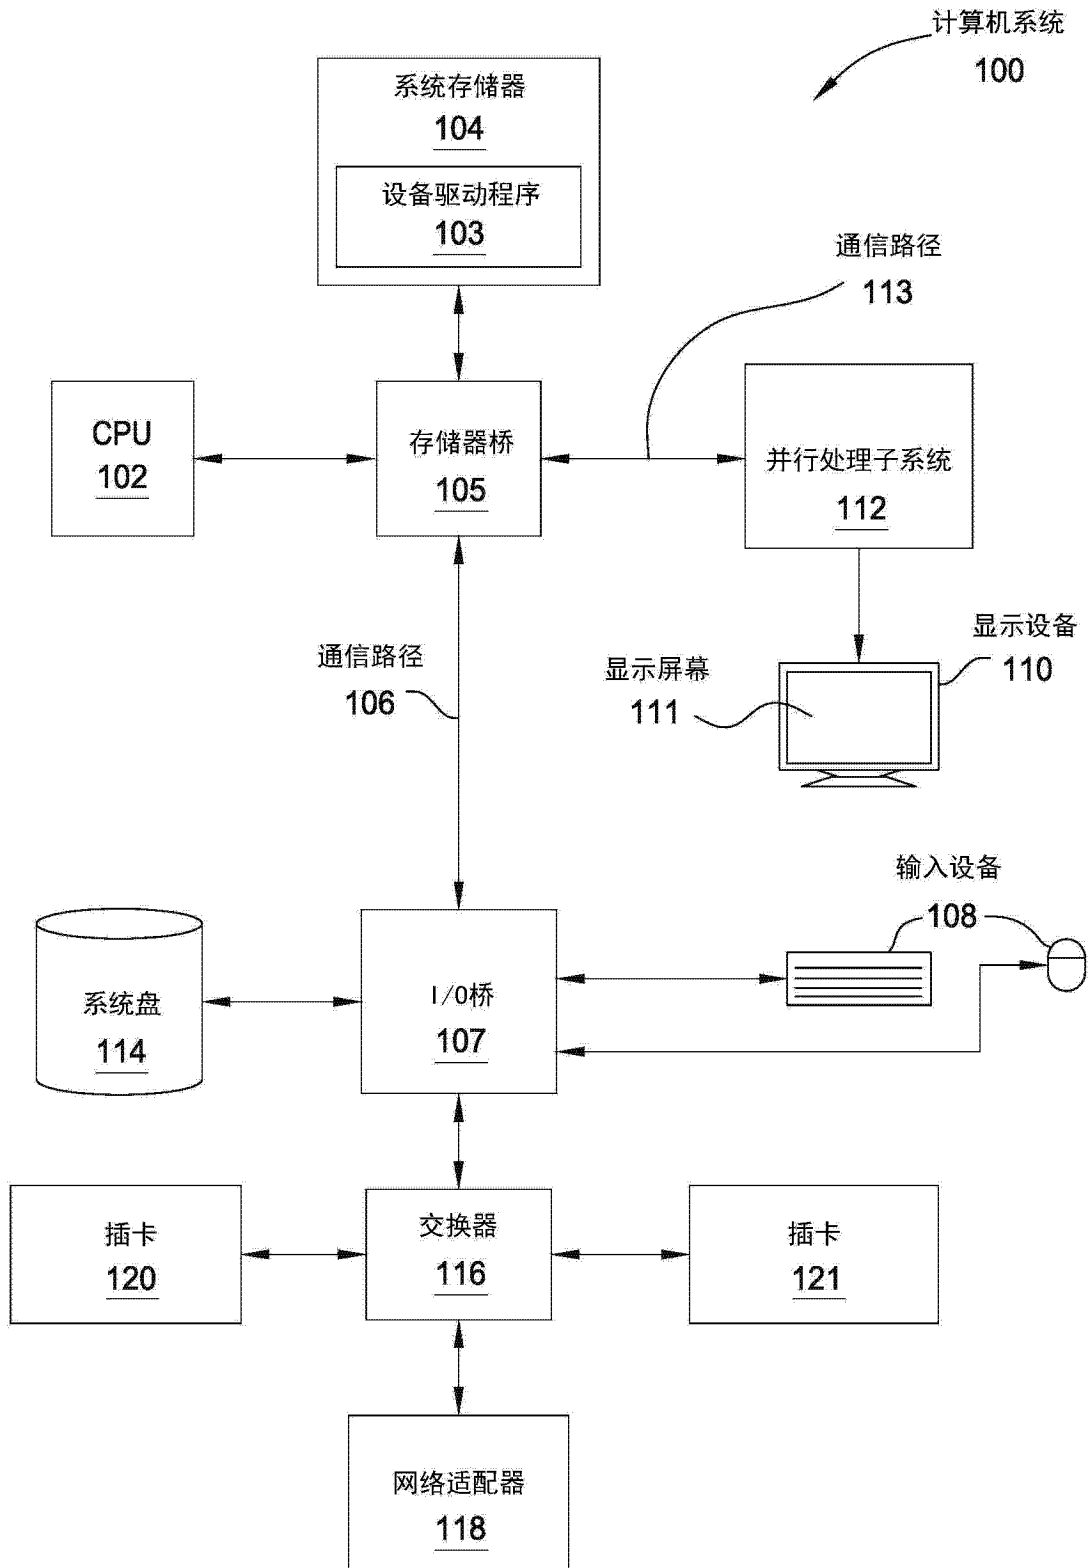 计算机系统
100
系统存储器
104
设备驱动程序
103
通信路径
113
CPU
102
存储器桥
105
并行处理子系统
112
通信路径
106
显示屏幕
111
显示设备
110
输入设备
108
系统盘
114
I/O桥
107
插卡
120
交换器
116
插卡
121
网络适配器
118